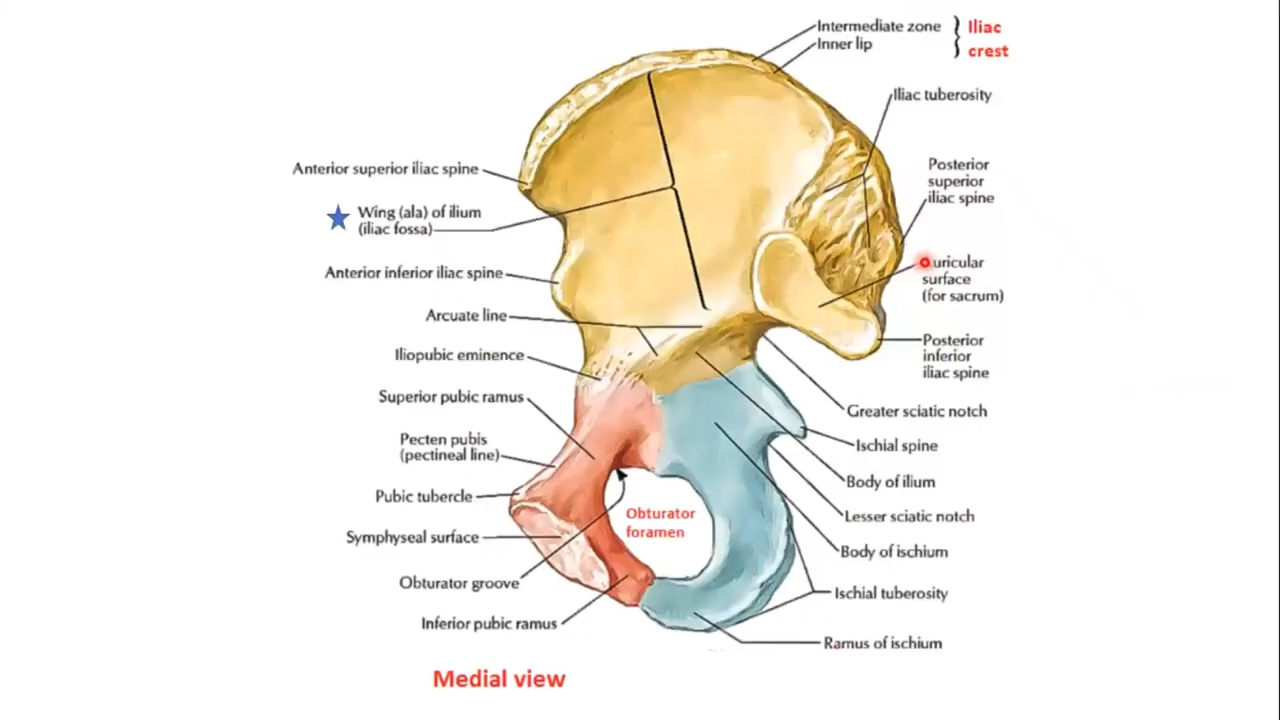 Intermediate zone
Inner lip
Iliac
crest
Iliac tuberosity
Anterior superior iliac spine
Posterior
superior
iliac spine
Wing (ala) of ilium
(iliac fossa)
Anterior inferior iliac spine
uricular
surface
(for sacrum)
Arcuate line
Posterior
inferior
iliac spine
Iliopubic eminence
Superior pubic ramus
Greater sciatic notch
Pecten pubis
(pectineal line)
Ischial spine
Body of ilium
Pubic tubercle
Obturator
foramen
Lesser sciatic notch
Symphyseal surface
Body of ischium
Obturator groove
Ischial tuberosity
Inferior pubic ramus
Ramus of ischium
Medial view